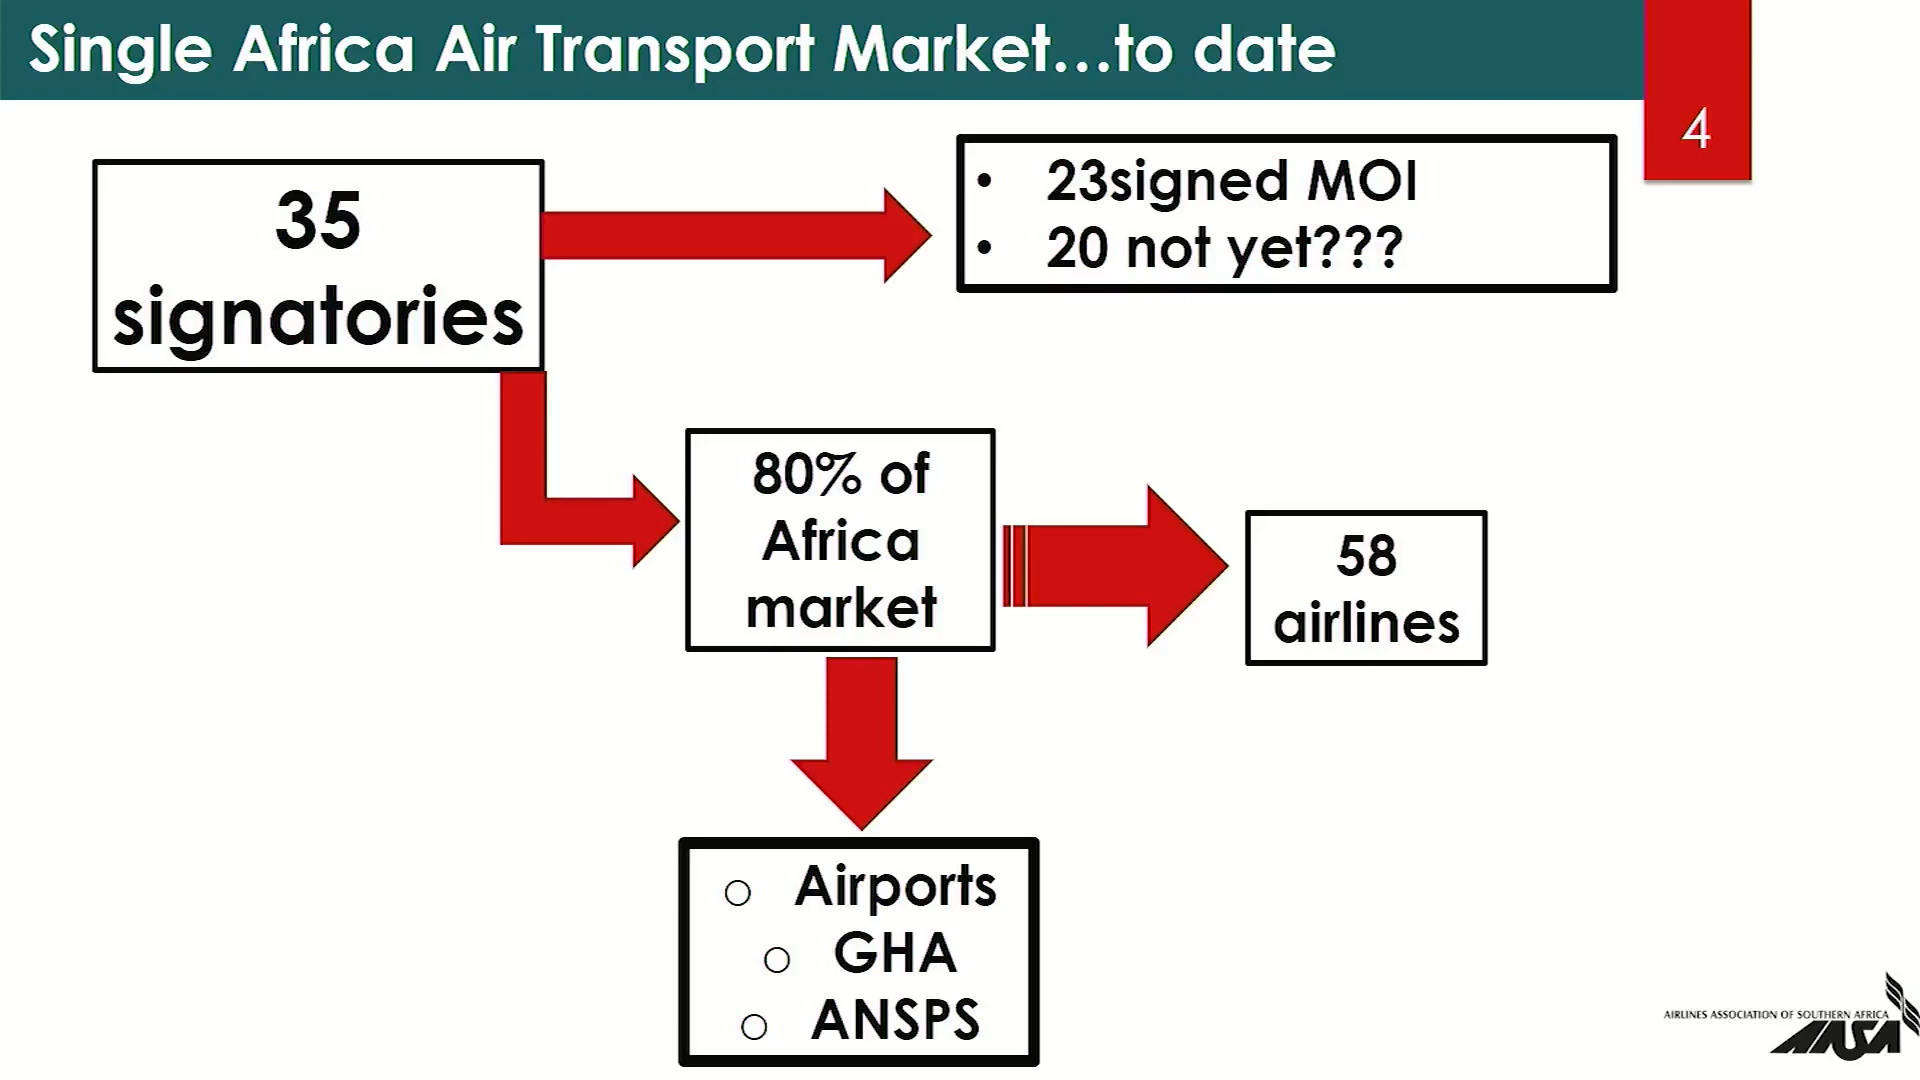 Single Africa Air Transport Market...to date
4
35
signatories
• 23signed MOI
• 20 not yet???
80% of
Africa
market
58
airlines
○ Airports
○ GHA
○ ANSPS
AIRLINES ASSOCIATION OF SOUTHERN AFRICA
AASA